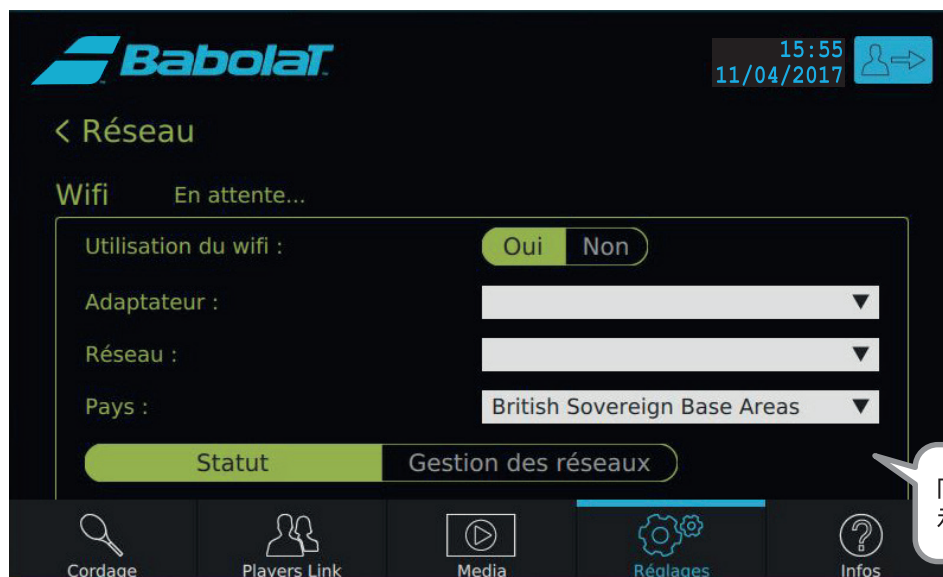 BabolaT
15:55
11/04/2017
< Réseau
Wifi En attente...
Utilisation du wifi : Oui Non
Adaptateur :
Réseau :
Pays : British Sovereign Base Areas
Statut Gestion des réseaux
Cordage Players Link Media Réglages Infos